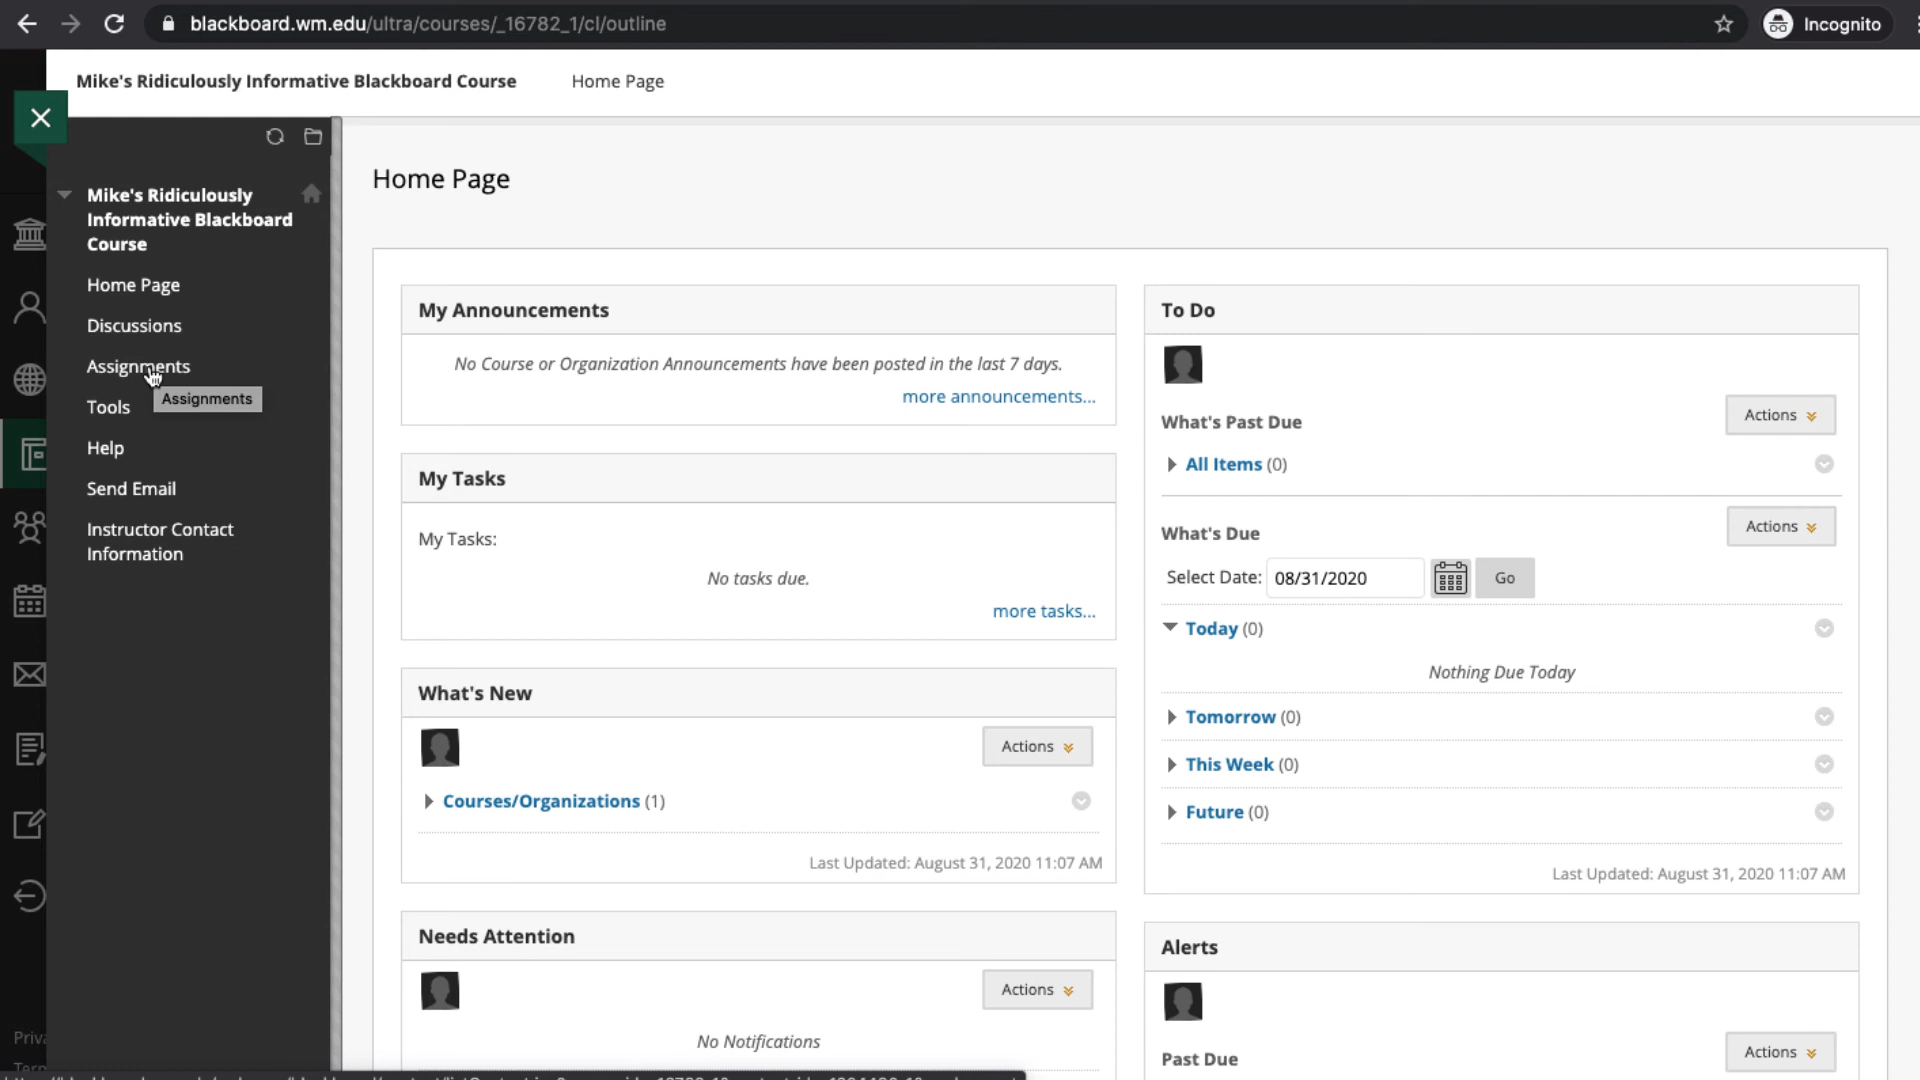 blackboard.wm.edu/ultra/courses/_16782_1/cl/outline
Incognito
Mike's Ridiculously Informative Blackboard Course
Home Page
Mike's Ridiculously
Informative Blackboard
Course
Home Page
Discussions
Assignments
Assignments
Tools
Help
Send Email
Instructor Contact
Information
Home Page
My Announcements
No Course or Organization Announcements have been posted in the last 7 days.
more announcements...
My Tasks
My Tasks:
No tasks due.
more tasks...
What's New
Actions
Courses/Organizations (1)
Last Updated: August 31, 2020 11:07 AM
Needs Attention
Actions
No Notifications
To Do
What's Past Due
Actions
All Items (0)
What's Due
Actions
Select Date: 08/31/2020 Go
Today (0)
Nothing Due Today
Tomorrow (0)
This Week (0)
Future (0)
Last Updated: August 31, 2020 11:07 AM
Alerts
Past Due
Actions